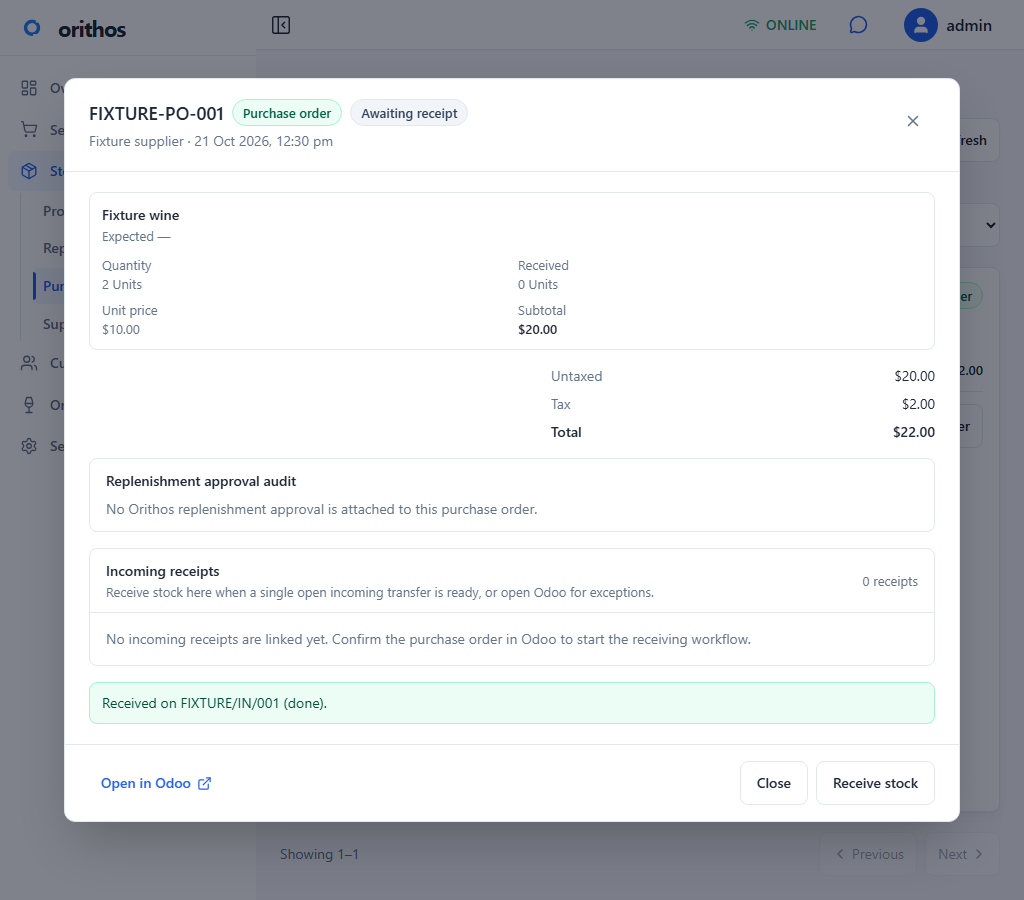 orithos
ONLINE
admin
FIXTURE-PO-001 Purchase order Awaiting receipt
Fixture supplier · 21 Oct 2026, 12:30 pm
Fixture wine
Expected —
Quantity
2 Units
Received
0 Units
Unit price
$10.00
Subtotal
$20.00
Untaxed $20.00
Tax $2.00
Total $22.00
Replenishment approval audit
No Orithos replenishment approval is attached to this purchase order.
Incoming receipts
Receive stock here when a single open incoming transfer is ready, or open Odoo for exceptions.
0 receipts
No incoming receipts are linked yet. Confirm the purchase order in Odoo to start the receiving workflow.
Received on FIXTURE/IN/001 (done).
Open in Odoo
Close
Receive stock
Showing 1–1
Previous
Next